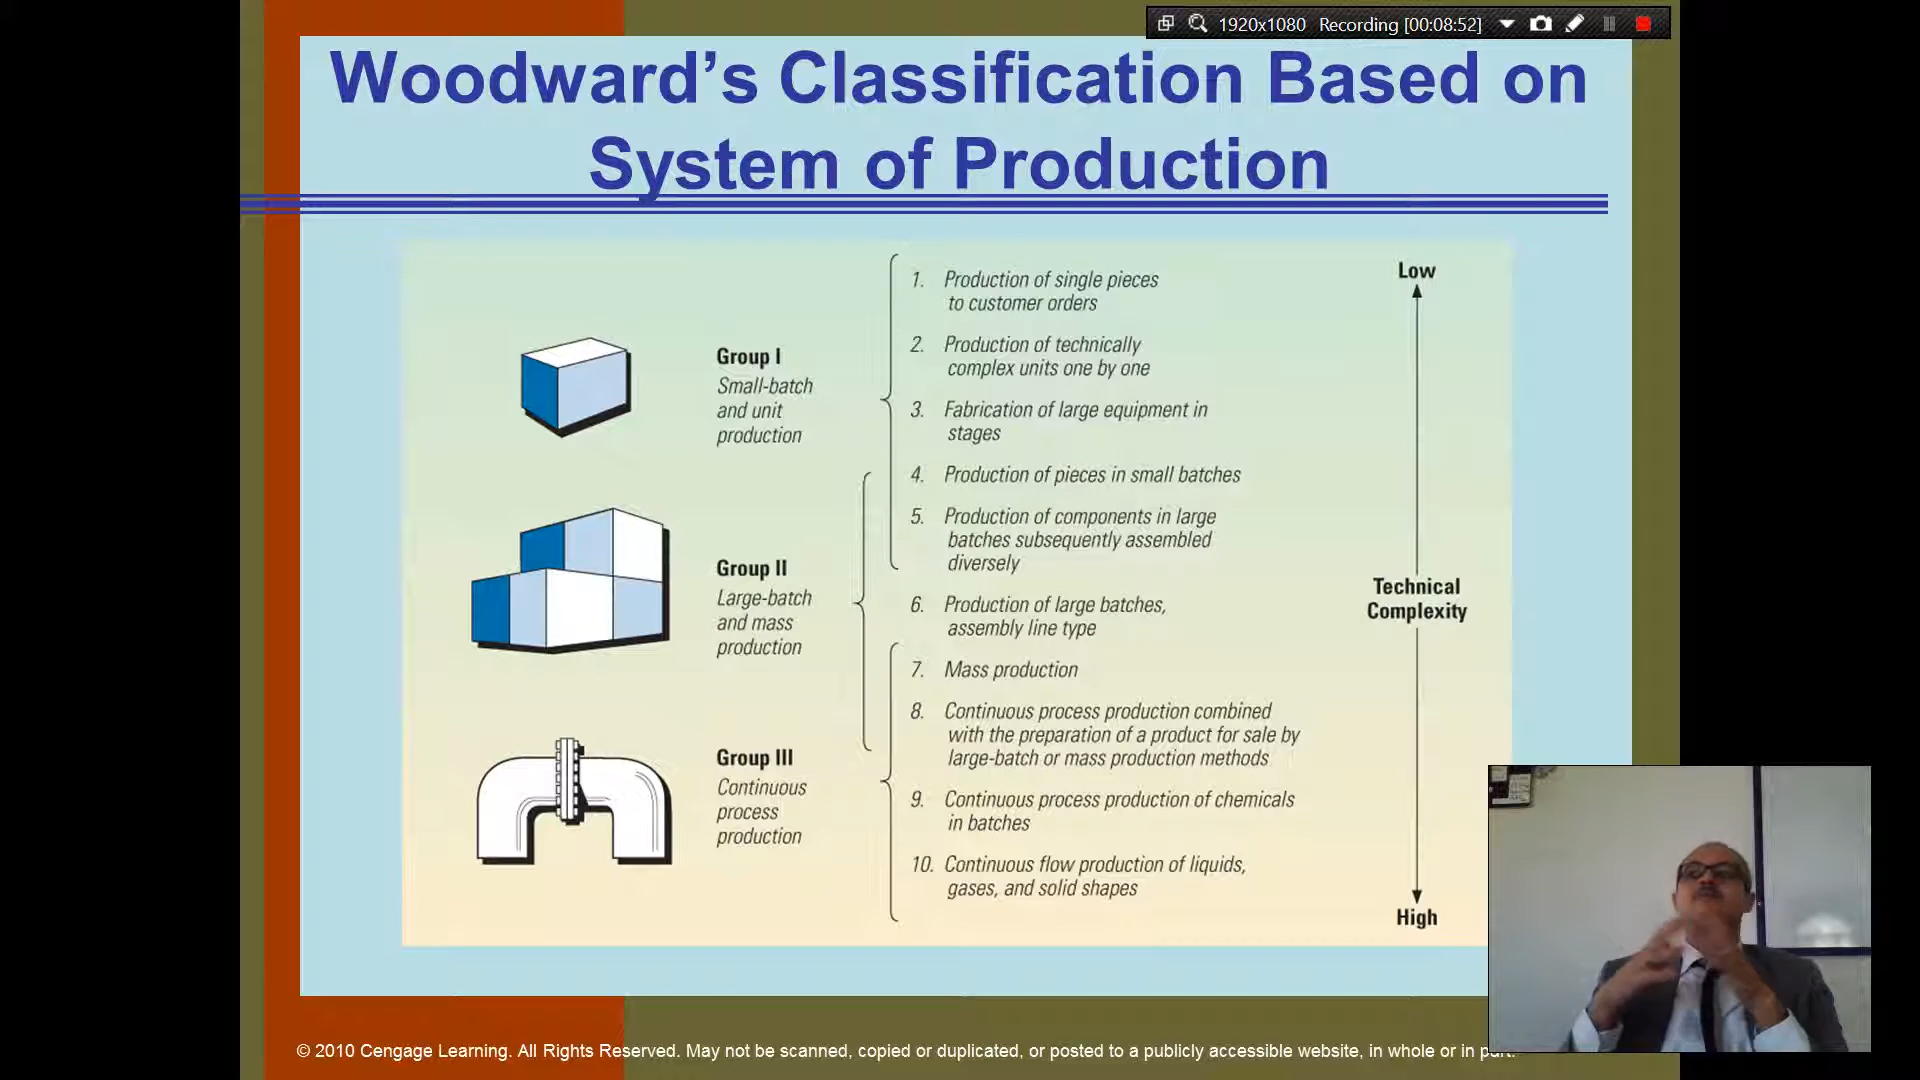 1920x1080 Recording [00:08:52]
Woodward’s Classification Based on
System of Production
Group I
Small-batch
and unit
production
Group II
Large-batch
and mass
production
Group III
Continuous
process
production
1. Production of single pieces
to customer orders
2. Production of technically
complex units one by one
3. Fabrication of large equipment in
stages
4. Production of pieces in small batches
5. Production of components in large
batches subsequently assembled
diversely
6. Production of large batches,
assembly line type
7. Mass production
8. Continuous process production combined
with the preparation of a product for sale by
large-batch or mass production methods
9. Continuous process production of chemicals
in batches
10. Continuous flow production of liquids,
gases, and solid shapes
Low
Technical
Complexity
High
© 2010 Cengage Learning. All Rights Reserved. May not be scanned, copied or duplicated, or posted to a publicly accessible website, in whole or in part.